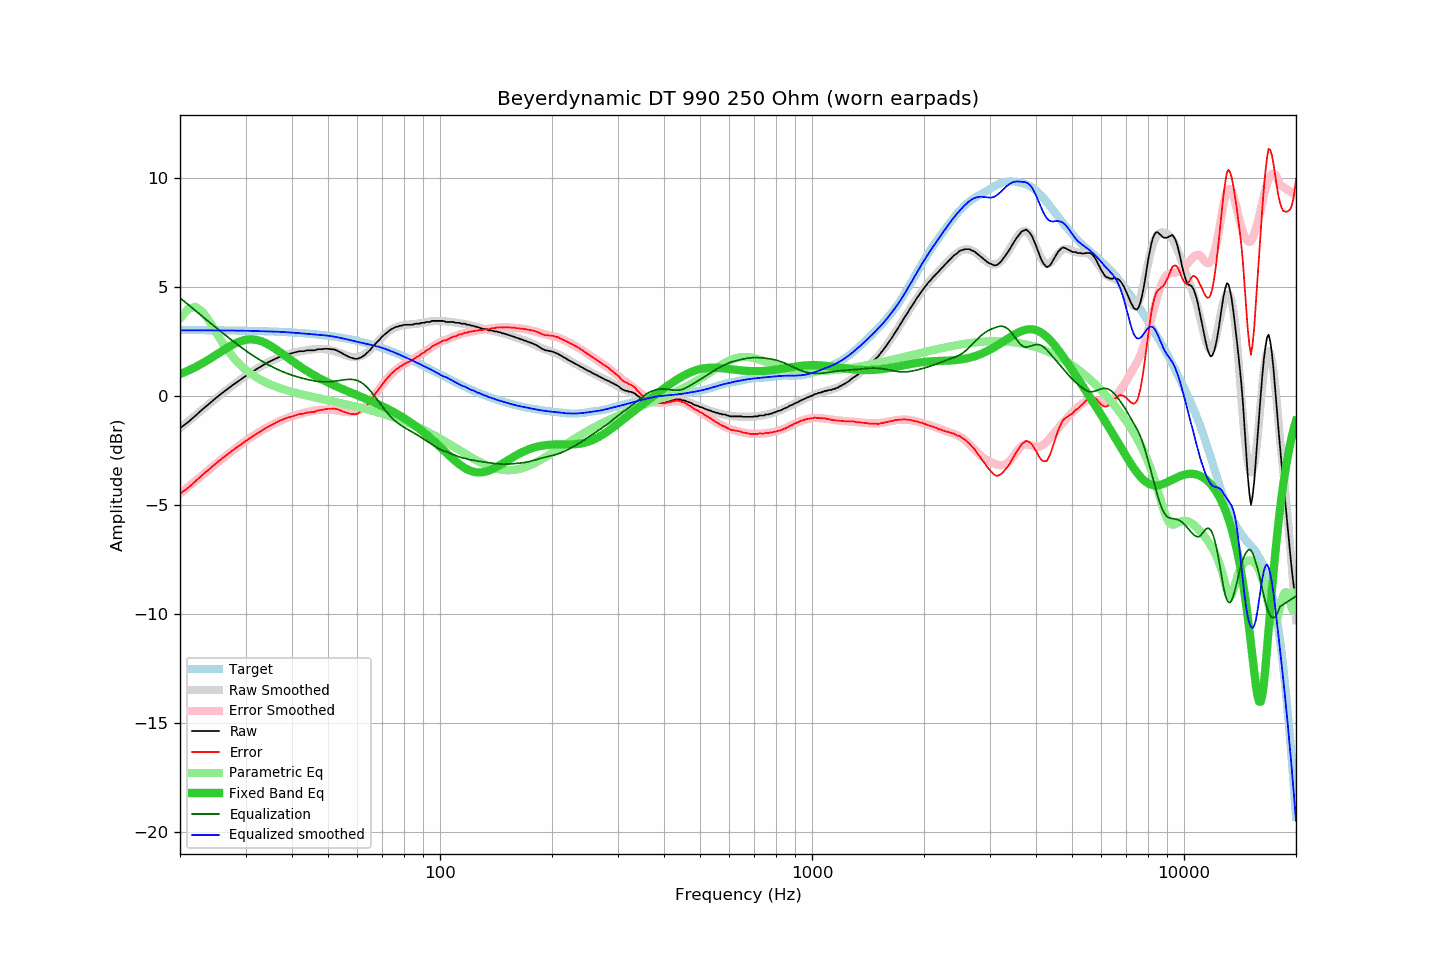 Beyerdynamic DT 990 250 Ohm (worn earpads)
10
5
0
−5
−10
−15
−20
Amplitude (dBr)
Target
Raw Smoothed
Error Smoothed
Raw
Error
Parametric Eq
Fixed Band Eq
Equalization
Equalized smoothed
100
1000
10000
Frequency (Hz)